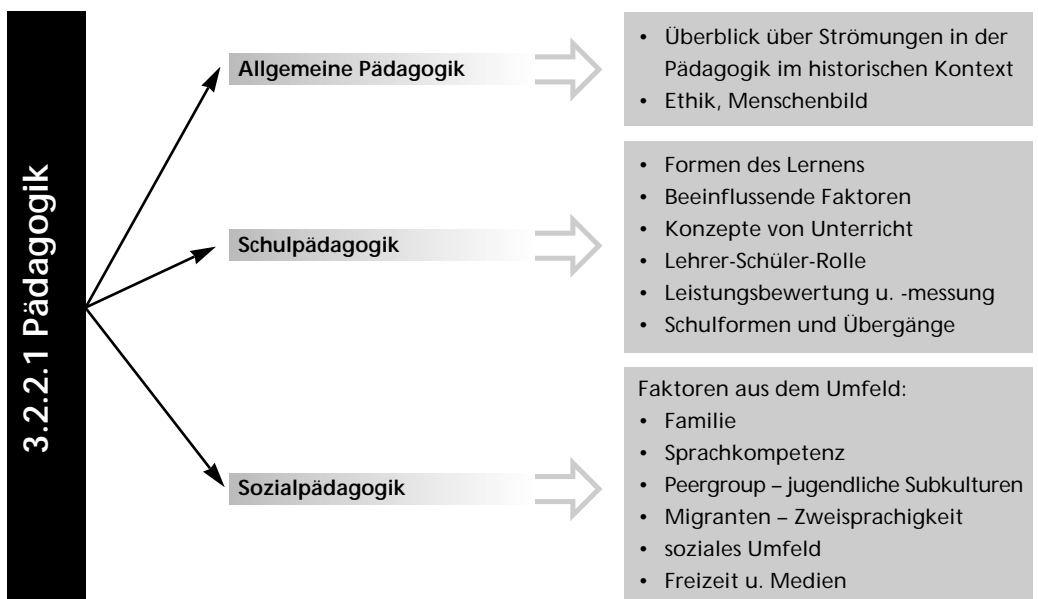 3.2.2.1 Pädagogik
Allgemeine Pädagogik
• Überblick über Strömungen in der
Pädagogik im historischen Kontext
• Ethik, Menschenbild
Schulpädagogik
• Formen des Lernens
• Beeinflussende Faktoren
• Konzepte von Unterricht
• Lehrer-Schüler-Rolle
• Leistungsbewertung u. -messung
• Schulformen und Übergänge
Sozialpädagogik
Faktoren aus dem Umfeld:
• Familie
• Sprachkompetenz
• Peergroup – jugendliche Subkulturen
• Migranten – Zweisprachigkeit
• soziales Umfeld
• Freizeit u. Medien